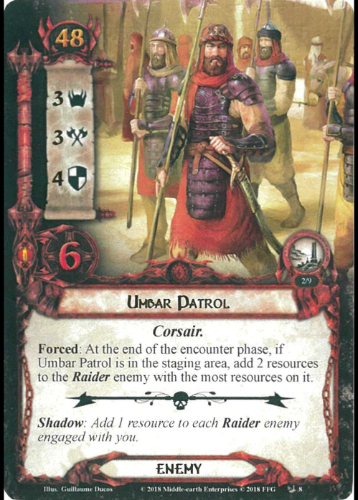 48
3
3
4
6
2/9
UMBAR PATROL
Corsair.
Forced: At the end of the encounter phase, if
Umbar Patrol is in the staging area, add 2 resources
to the Raider enemy with the most resources on it.
Shadow: Add 1 resource to each Raider enemy
engaged with you.
Illus. Guillaume Ducos © 2018 Middle-earth Enterprises © 2018 FFG 8
ENEMY